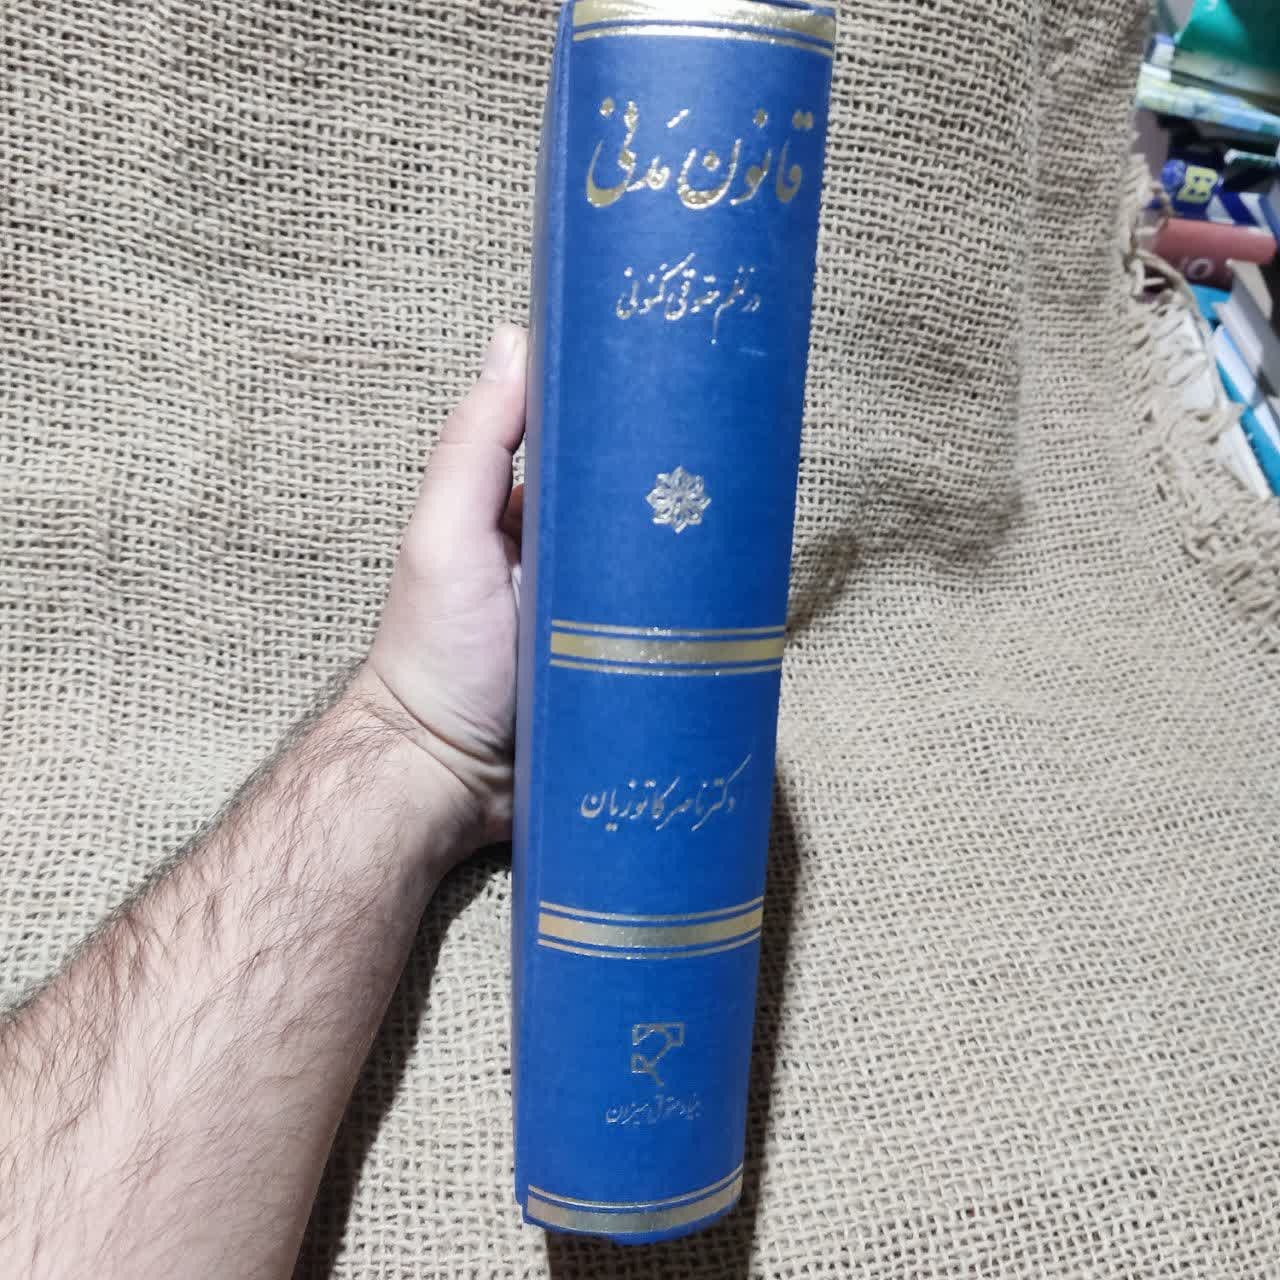 قانون مدنی
در نظم حقوقی کنونی
دکتر ناصر کاتوزیان
بنیاد حقوقی میزان